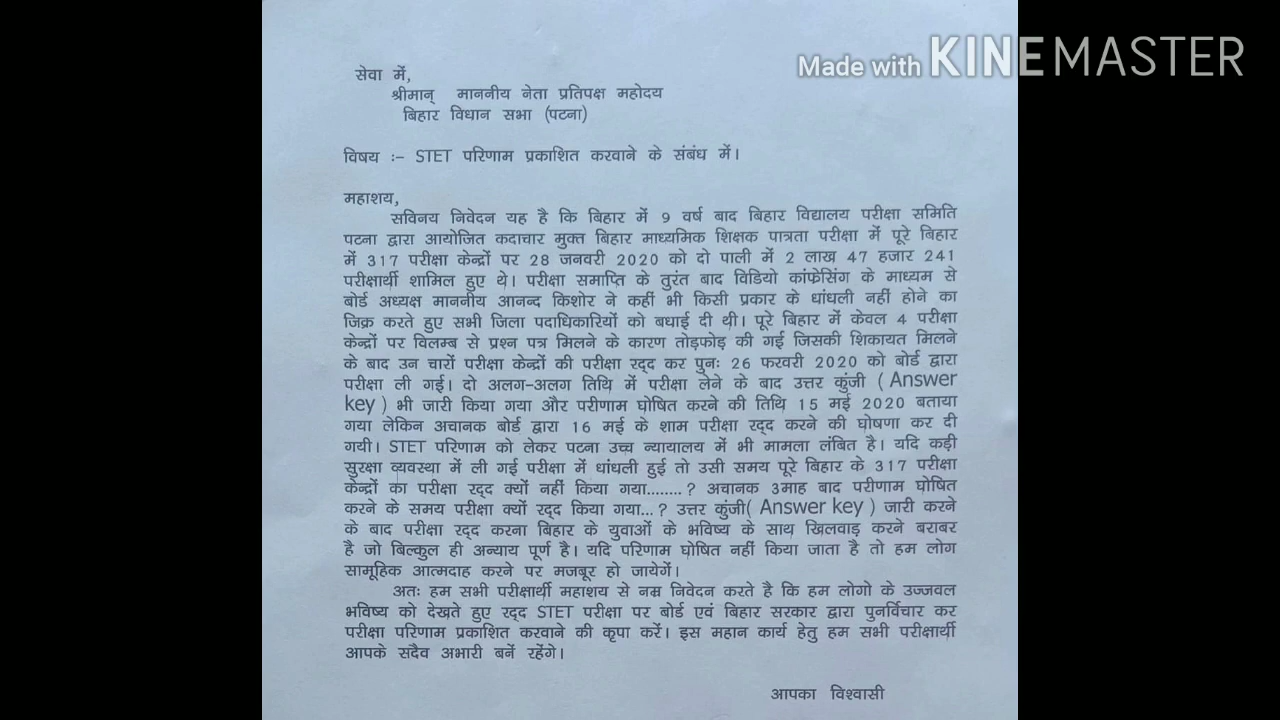 Made with KINEMASTER
सेवा में,
श्रीमान् माननीय नेता प्रतिपक्ष महोदय
बिहार विधान सभा (पटना)
विषय :- STET परिणाम प्रकाशित करवाने के संबंध में।
महाशय,
सविनय निवेदन यह है कि बिहार में 9 वर्ष बाद बिहार विद्यालय परीक्षा समिति
पटना द्वारा आयोजित कदाचार मुक्त बिहार माध्यमिक शिक्षक पात्रता परीक्षा में पूरे बिहार
में 317 परीक्षा केन्द्रों पर 28 जनवरी 2020 को दो पाली में 2 लाख 47 हजार 241
परीक्षार्थी शामिल हुए थे। परीक्षा समाप्ति के तुरंत बाद विडियो कांफेसिंग के माध्यम से
बोर्ड अध्यक्ष माननीय आनन्द किशोर ने कहीं भी किसी प्रकार के धांधली नहीं होने का
जिक्र करते हुए सभी जिला पदाधिकारियों को बधाई दी थी। पूरे बिहार में केवल 4 परीक्षा
केन्द्रों पर विलम्ब से प्रश्न पत्र मिलने के कारण तोड़फोड़ की गई जिसकी शिकायत मिलने
के बाद उन चारों परीक्षा केन्द्रों की परीक्षा रद्द कर पुनः 26 फरवरी 2020 को बोर्ड द्वारा
परीक्षा ली गई। दो अलग-अलग तिथि में परीक्षा लेने के बाद उत्तर कुंजी ( Answer
key ) भी जारी किया गया और परीणाम घोषित करने की तिथि 15 मई 2020 बताया
गया लेकिन अचानक बोर्ड द्वारा 16 मई के शाम परीक्षा रद्द करने की घोषणा कर दी
गयी। STET परिणाम को लेकर पटना उच्च न्यायालय में भी मामला लंबित है। यदि कड़ी
सुरक्षा व्यवस्था में ली गई परीक्षा में धांधली हुई तो उसी समय पूरे बिहार के 317 परीक्षा
केन्द्रों का परीक्षा रद्द क्यों नहीं किया गया........? अचानक 3माह बाद परीणाम घोषित
करने के समय परीक्षा क्यों रद्द किया गया...? उत्तर कुंजी( Answer key ) जारी करने
के बाद परीक्षा रद्द करना बिहार के युवाओं के भविष्य के साथ खिलवाड़ करने बराबर
है जो बिल्कुल ही अन्याय पूर्ण है। यदि परिणाम घोषित नहीं किया जाता है तो हम लोग
सामूहिक आत्मदाह करने पर मजबूर हो जायेगें।
अतः हम सभी परीक्षार्थी महाशय से नम्र निवेदन करते है कि हम लोगो के उज्जवल
भविष्य को देखते हुए रद्द STET परीक्षा पर बोर्ड एवं बिहार सरकार द्वारा पुनर्विचार कर
परीक्षा परिणाम प्रकाशित करवाने की कृपा करें। इस महान कार्य हेतु हम सभी परीक्षार्थी
आपके सदैव अभारी बनें रहेंगे।
आपका विश्वासी